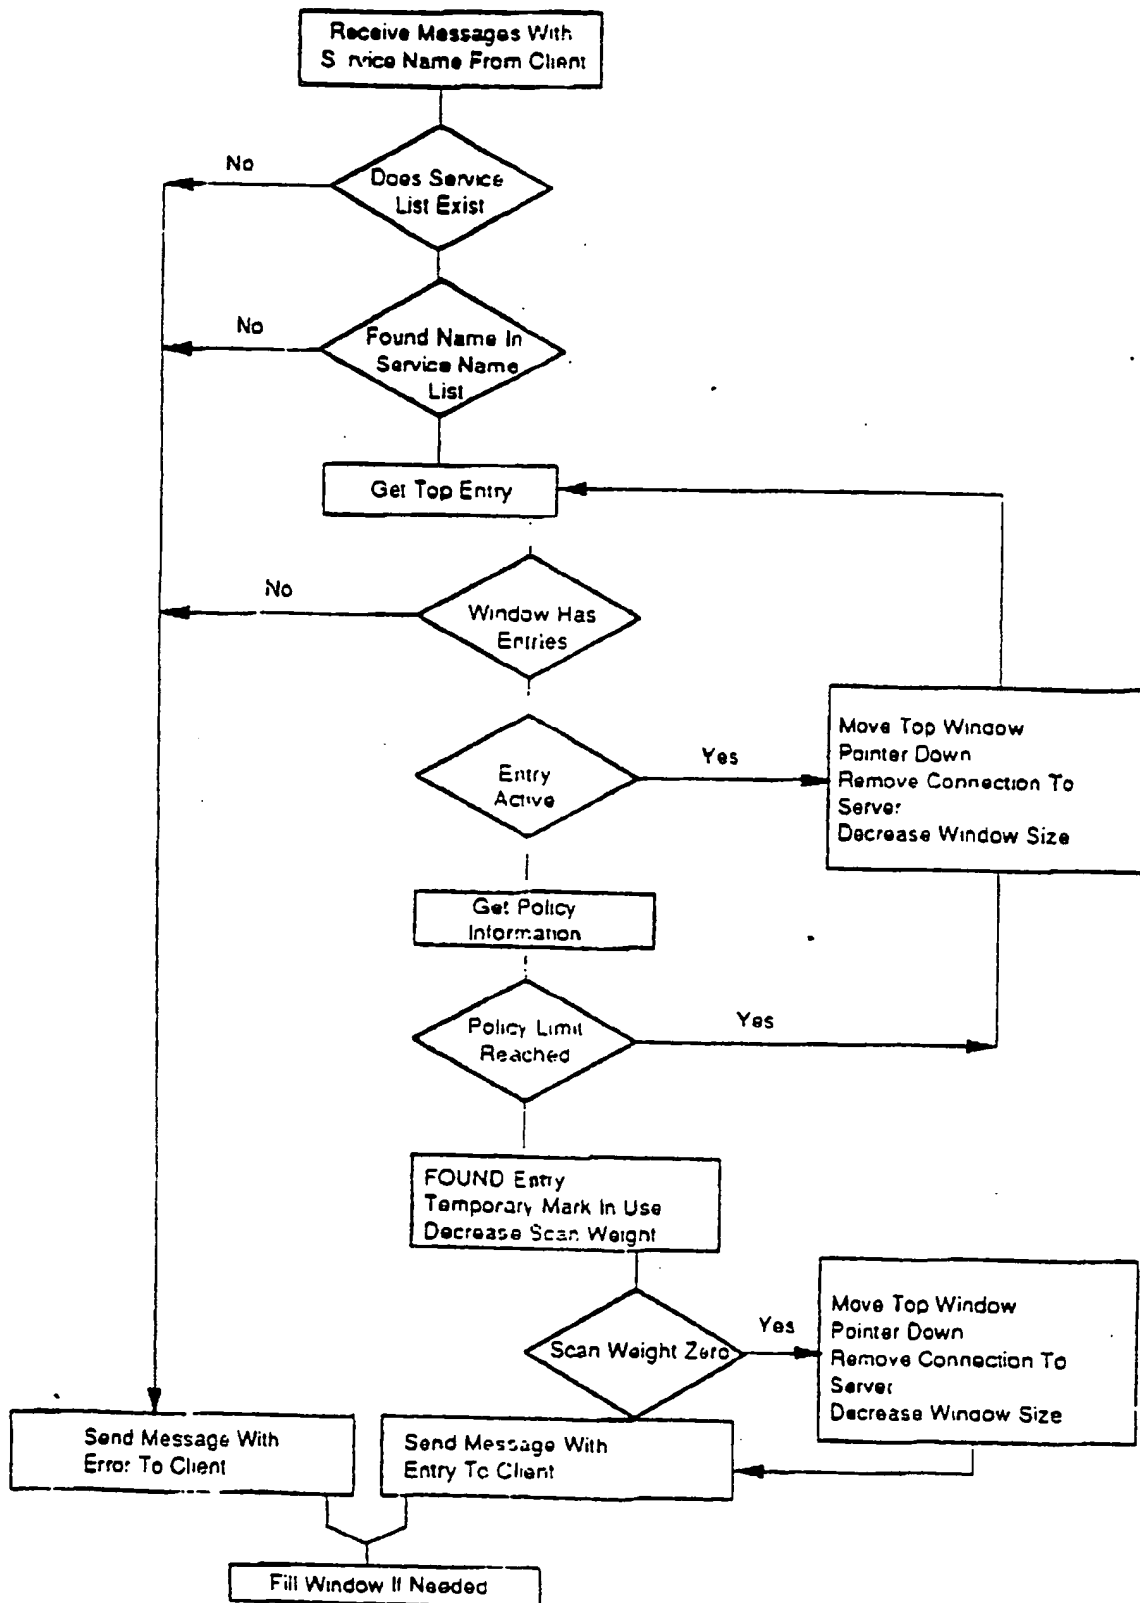 Receive Messages With
S rvice Name From Client
No
Does Service
List Exist
No
Found Name In
Service Name
List
Get Top Entry
No
Window Has
Entries
Move Top Window
Pointer Down
Remove Connection To
Server
Decrease Window Size
Yes
Entry
Active
Get Policy
Information
Policy Limit
Reached
Yes
FOUND Entry
Temporary Mark In Use
Decrease Scan Weight
Scan Weight Zero
Yes
Move Top Window
Pointer Down
Remove Connection To
Server
Decrease Window Size
Send Message With
Error To Client
Send Message With
Entry To Client
Fill Window If Needed